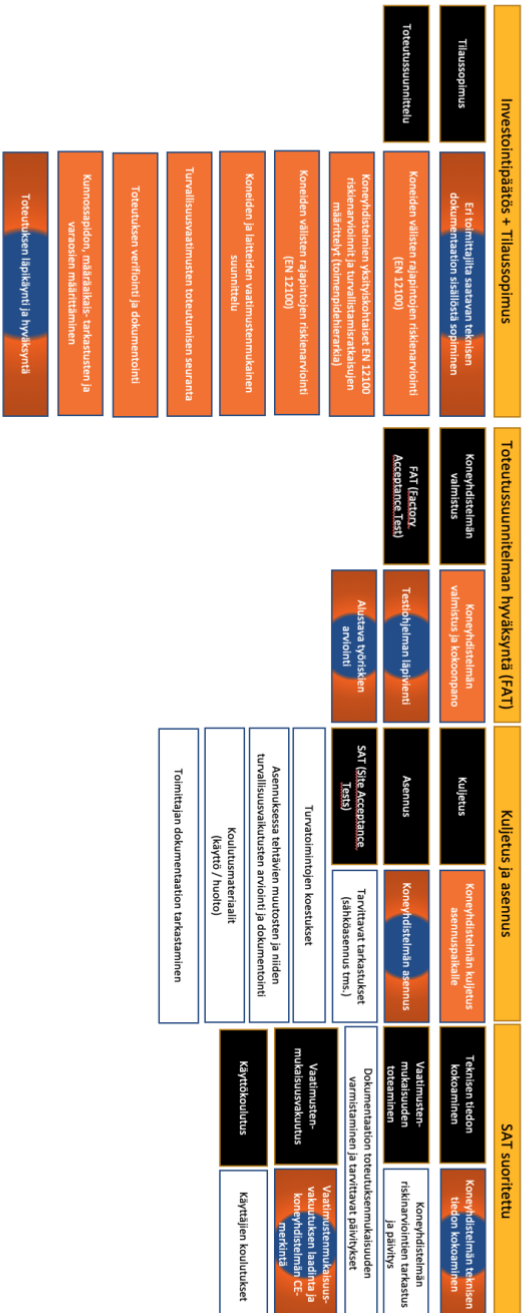 Investointipäätös + Tilaussopimus
Tilaussopimus
Eri toimittajilta saatavan teknisen
dokumentaation sisällöstä sopiminen
Toteutussuunnittelu
Koneiden välisten rajapintojen riskienarviointi
(EN 12100)
Koneyhdistelmien yksityiskohtaiset EN 12100
riskienarvioinnit ja turvallistamisratkaisujen
määrittelyt (toimenpidehierarkia)
Koneiden välisten rajapintojen riskienarviointi
(EN 12100)
Koneiden ja laitteiden vaatimustenmukainen
suunnittelu
Turvallisuusvaatimusten toteutumisen seuranta
Toteutuksen verifiointi ja dokumentointi
Kunnossapidon, määräaikais- tarkastusten ja
varaosien määrittäminen
Toteutuksen läpikäynti ja hyväksyntä
Toteutussuunnitelman hyväksyntä (FAT)
Koneyhdistelmän
valmistus
Koneyhdistelmän
valmistus ja kokoonpano
FAT (Factory
Acceptance Test)
Testiohjelman läpivienti
Alustava työriskien
arviointi
Kuljetus ja asennus
Kuljetus
Koneyhdistelmän kuljetus
asennuspaikalle
Asennus
Koneyhdistelmän asennus
SAT (Site Acceptance
Tests)
Tarvittavat tarkastukset
(sähköasennus tms.)
Turvatoimintojen koestukset
Asennuksessa tehtävien muutosten ja niiden
turvallisuusvaikutusten arviointi ja dokumentointi
Koulutusmateriaalit
(käyttö / huolto)
Toimittajan dokumentaation tarkastaminen
SAT suoritettu
Teknisen tiedon
kokoaminen
Koneyhdistelmän teknisen
tiedon kokoaminen
Vaatimusten-
mukaisuuden
toteaminen
Koneyhdistelmän
riskinarviointien tarkastus
ja päivitys
Dokumentaation toteutuksenmukaisuuden
varmistaminen ja tarvittavat päivitykset
Vaatimusten-
mukaisuusvakuutus
Vaatimustenmukaisuus-
vakuutuksen laadinta ja
koneyhdistelmän CE-
merkintä
Käyttökoulutus
Käyttäjien koulutukset